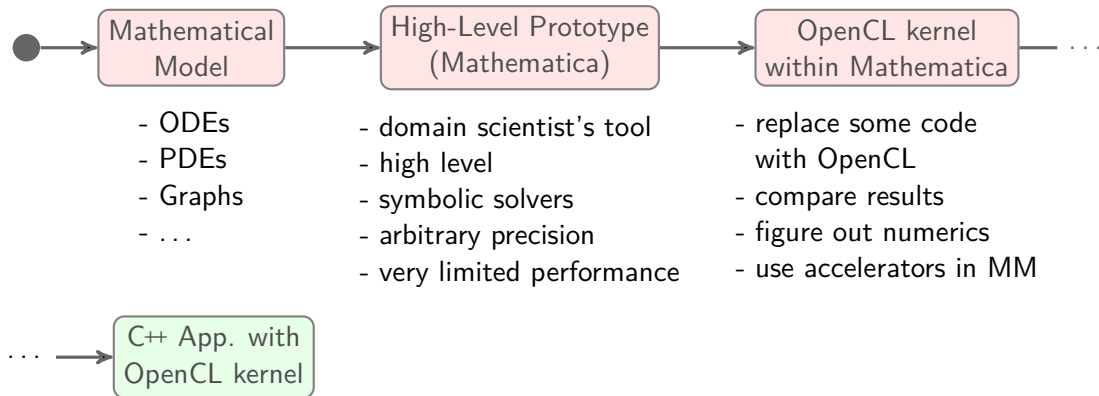 Mathematical
Model
High-Level Prototype
(Mathematica)
OpenCL kernel
within Mathematica
...
- ODEs
- PDEs
- Graphs
- ...
- domain scientist's tool
- high level
- symbolic solvers
- arbitrary precision
- very limited performance
- replace some code
with OpenCL
- compare results
- figure out numerics
- use accelerators in MM
...
C++ App. with
OpenCL kernel